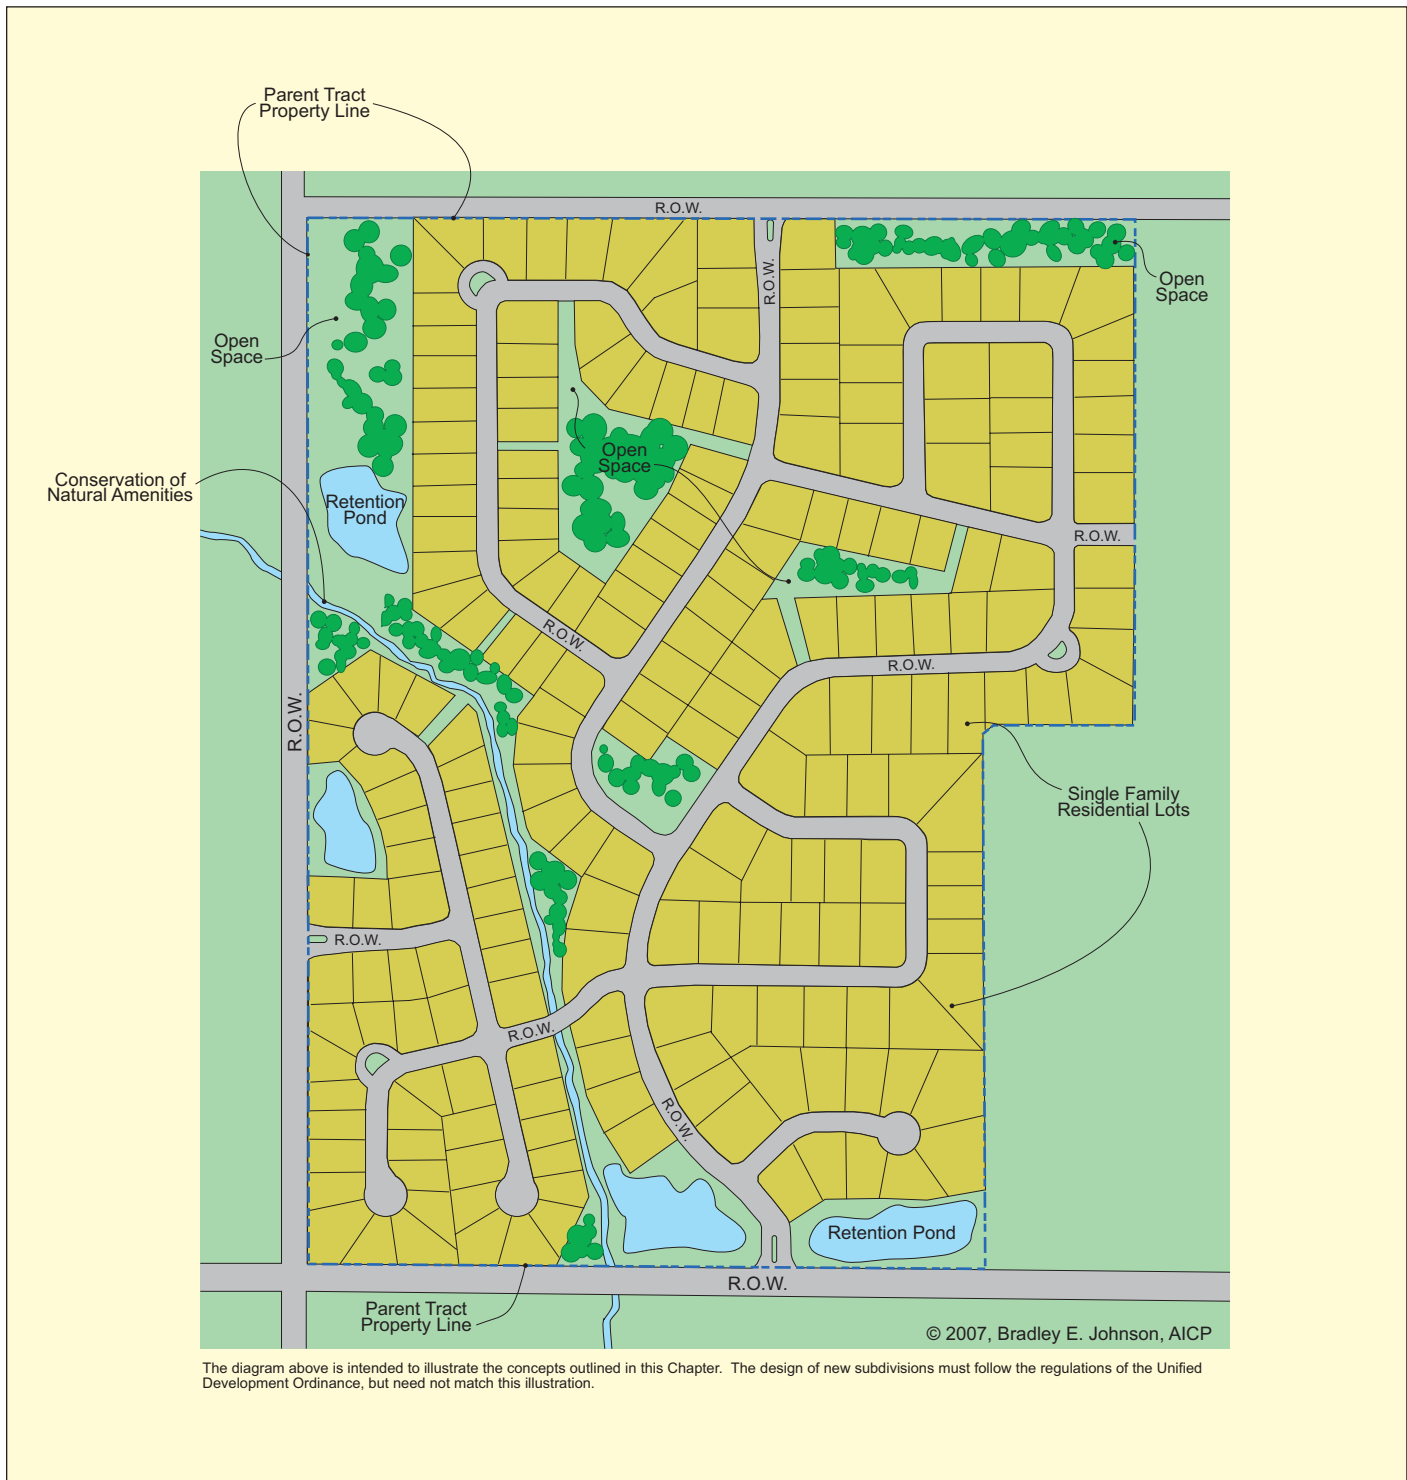 Parent Tract
Property Line
R.O.W.
R.O.W.
Open
Space
Open
Space
Open
Space
Conservation of
Natural Amenities
Retention
Pond
R.O.W.
R.O.W.
R.O.W.
R.O.W.
Single Family
Residential Lots
R.O.W.
R.O.W.
R.O.W.
Retention Pond
R.O.W.
Parent Tract
Property Line
© 2007, Bradley E. Johnson, AICP
The diagram above is intended to illustrate the concepts outlined in this Chapter.  The design of new subdivisions must follow the regulations of the Unified
Development Ordinance, but need not match this illustration.